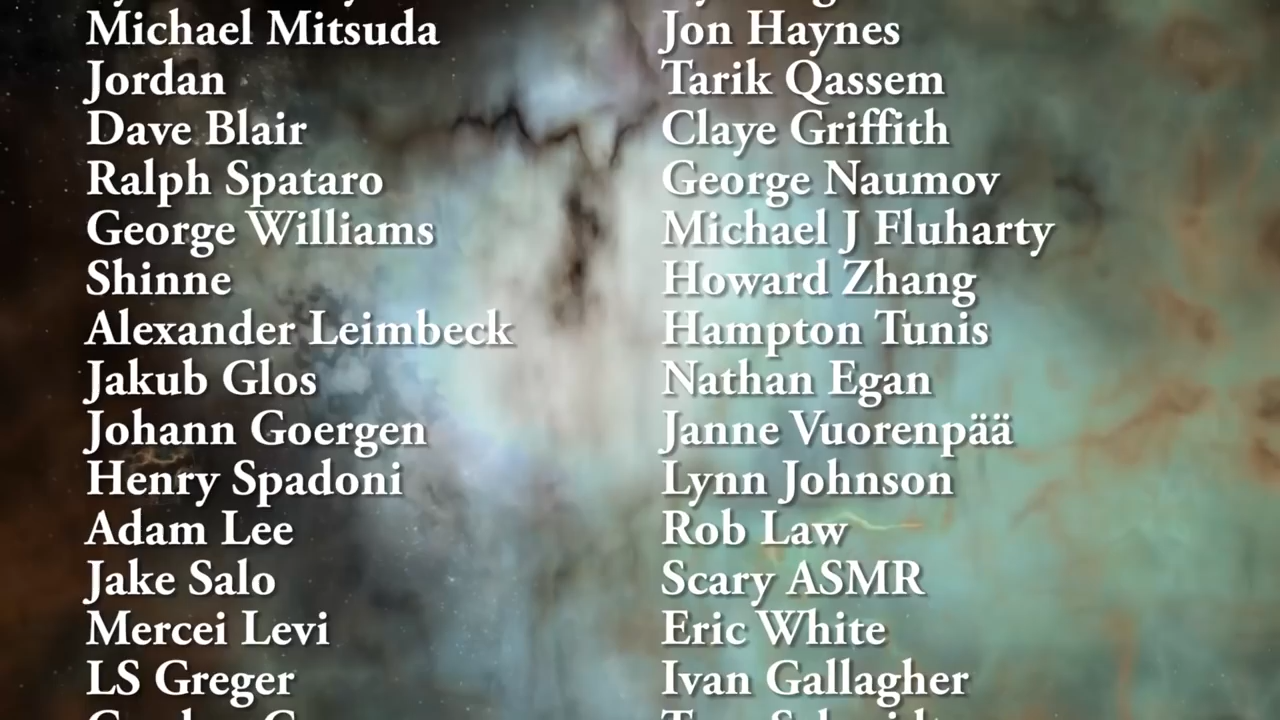 Michael Mitsuda
Jordan
Dave Blair
Ralph Spataro
George Williams
Shinne
Alexander Leimbeck
Jakub Glos
Johann Goergen
Henry Spadoni
Adam Lee
Jake Salo
Mercei Levi
LS Greger
Jon Haynes
Tarik Qassem
Claye Griffith
George Naumov
Michael J Fluharty
Howard Zhang
Hampton Tunis
Nathan Egan
Janne Vuorenpää
Lynn Johnson
Rob Law
Scary ASMR
Eric White
Ivan Gallagher